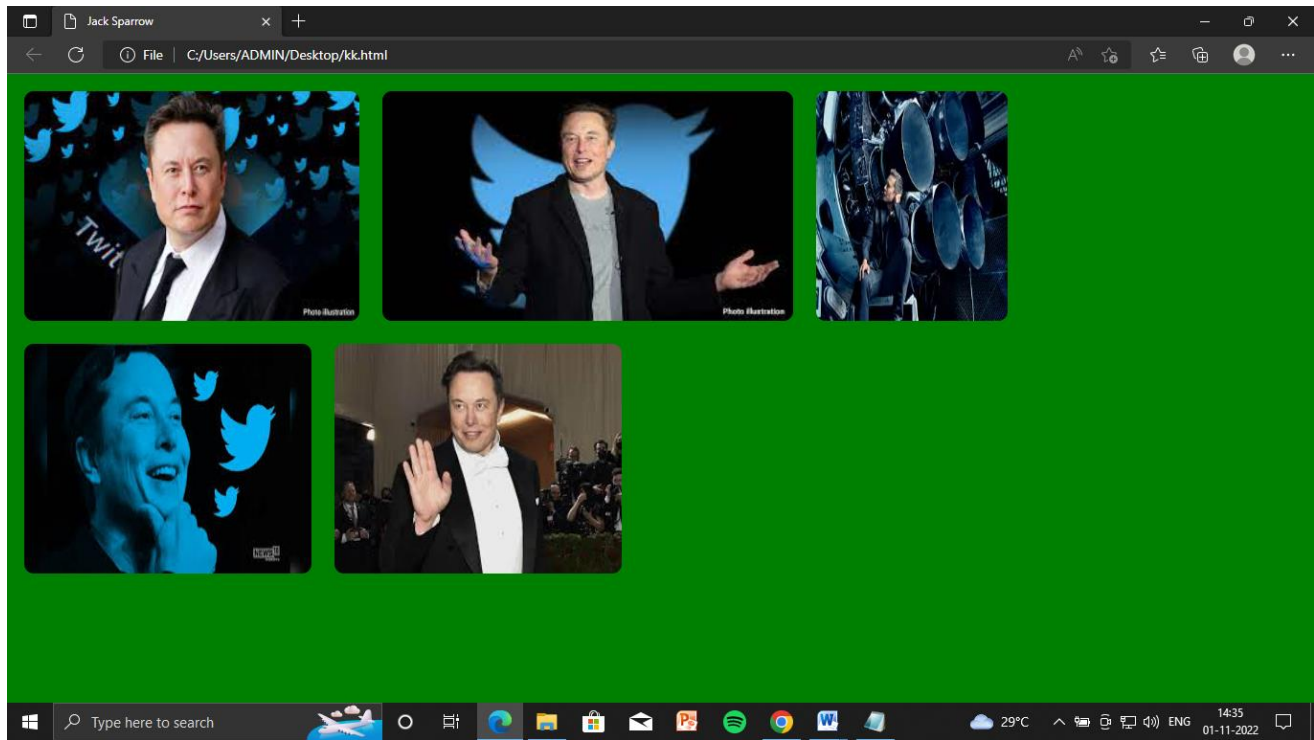 Jack Sparrow
File
C:/Users/ADMIN/Desktop/kk.html
Twit
Photo illustration
Photo illustration
NEWS18
Type here to search
29°C
ENG
14:35
01-11-2022